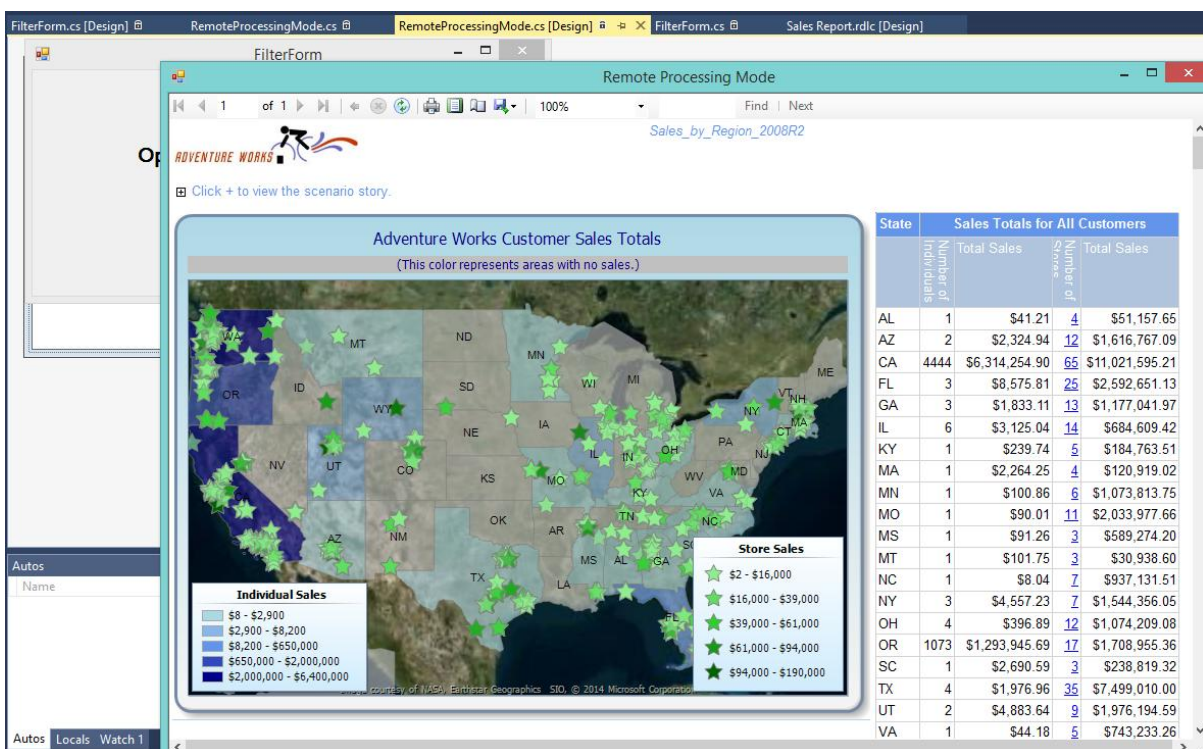 FilterForm.cs [Design]
RemoteProcessingMode.cs
RemoteProcessingMode.cs [Design]
FilterForm.cs
Sales Report.rdlc [Design]
FilterForm
Op
Remote Processing Mode
1 of 1
100%
Find | Next
ADVENTURE WORKS
Sales_by_Region_2008R2
Click + to view the scenario story.
Adventure Works Customer Sales Totals
(This color represents areas with no sales.)
WA
MT
ND
MN
ME
OR
ID
SD
WI
MI
VT
NH
WY
NY
MA
CT
IA
NE
PA
NJ
NV
UT
CO
IL
IN
OH
MD
WV
KS
MO
KY
VA
CA
OK
TN
NC
AZ
NM
AR
SC
MS
AL
GA
TX
LA
FL
Individual Sales
$8 - $2,900
$2,900 - $8,200
$8,200 - $650,000
$650,000 - $2,000,000
$2,000,000 - $6,400,000
Store Sales
$2 - $16,000
$16,000 - $39,000
$39,000 - $61,000
$61,000 - $94,000
$94,000 - $190,000
courtesy of NASA, Earthstar Geographics SIO, © 2014 Microsoft Corporation
State Sales Totals for All Customers
Number of Individuals Total Sales Number of Stores Total Sales
AL 1 $41.21 4 $51,157.65
AZ 2 $2,324.94 12 $1,616,767.09
CA 4444 $6,314,254.90 65 $11,021,595.21
FL 3 $8,575.81 25 $2,592,651.13
GA 3 $1,833.11 13 $1,177,041.97
IL 6 $3,125.04 14 $684,609.42
KY 1 $239.74 5 $184,763.51
MA 1 $2,264.25 4 $120,919.02
MN 1 $100.86 6 $1,073,813.75
MO 1 $90.01 11 $2,033,977.66
MS 1 $91.26 3 $589,274.20
MT 1 $101.75 3 $30,938.60
NC 1 $8.04 7 $937,131.51
NY 3 $4,557.23 7 $1,544,356.05
OH 4 $396.89 12 $1,074,209.08
OR 1073 $1,293,945.69 17 $1,708,955.36
SC 1 $2,690.59 3 $238,819.32
TX 4 $1,976.96 35 $7,499,010.00
UT 2 $4,883.64 9 $1,976,194.59
VA 1 $44.18 5 $743,233.26
Autos
Name
Autos Locals Watch 1